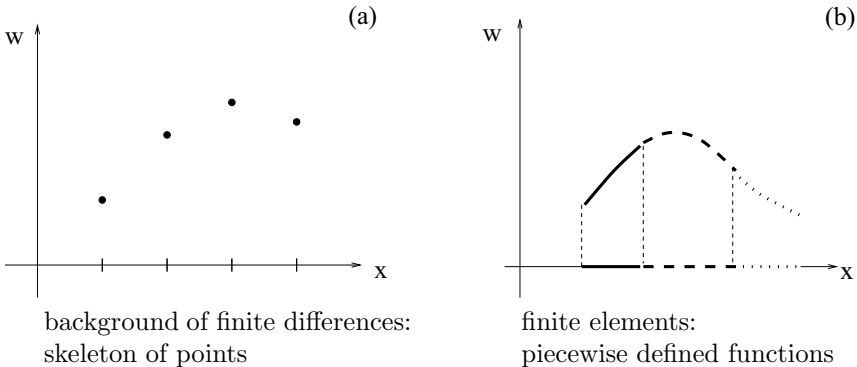 (a)
w
x
background of finite differences:
skeleton of points
(b)
w
x
finite elements:
piecewise defined functions